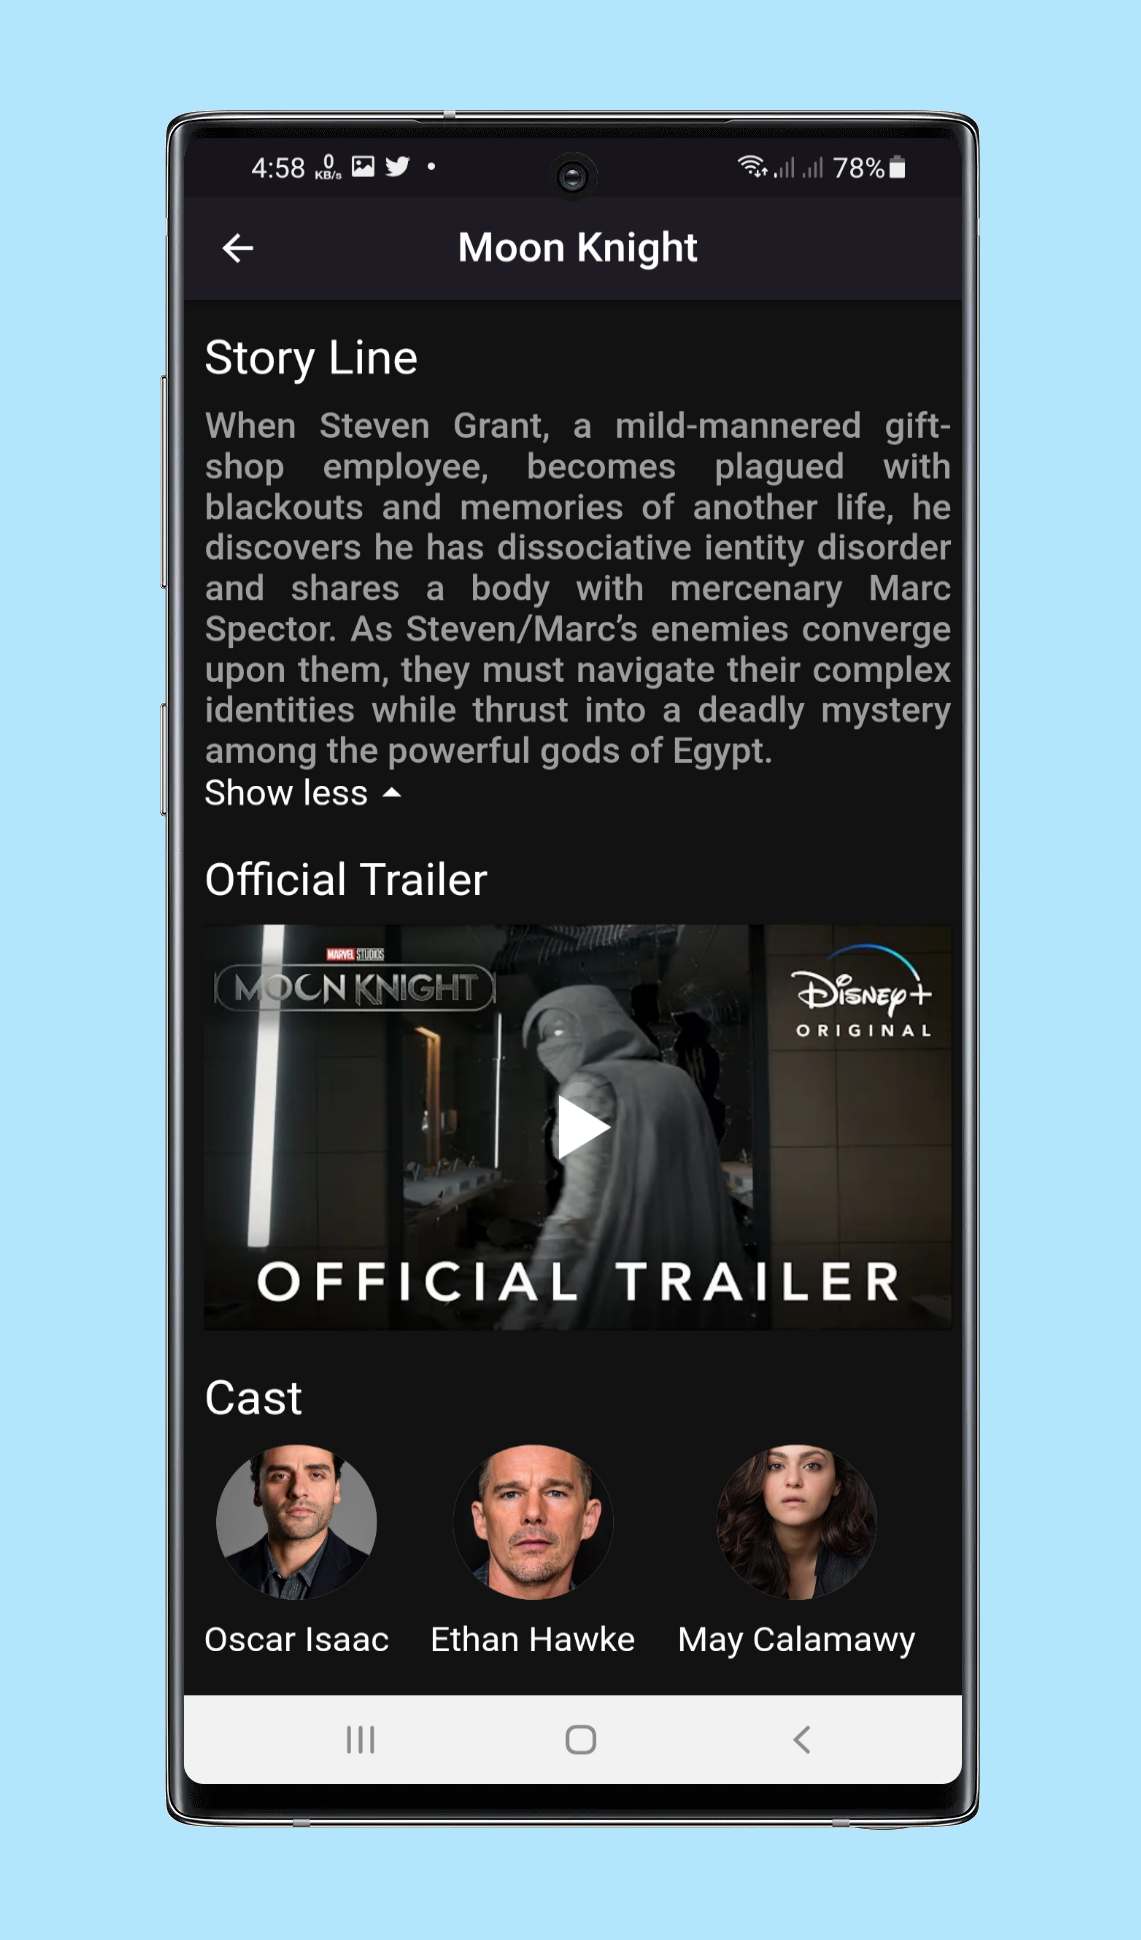 4:58 0 KB/s 78%
Moon Knight
Story Line
When Steven Grant, a mild-mannered gift-
shop employee, becomes plagued with
blackouts and memories of another life, he
discovers he has dissociative ientity disorder
and shares a body with mercenary Marc
Spector. As Steven/Marc’s enemies converge
upon them, they must navigate their complex
identities while thrust into a deadly mystery
among the powerful gods of Egypt.
Show less
Official Trailer
MARVEL STUDIOS
MOON KNIGHT
Disney+
ORIGINAL
OFFICIAL TRAILER
Cast
Oscar Isaac Ethan Hawke May Calamawy